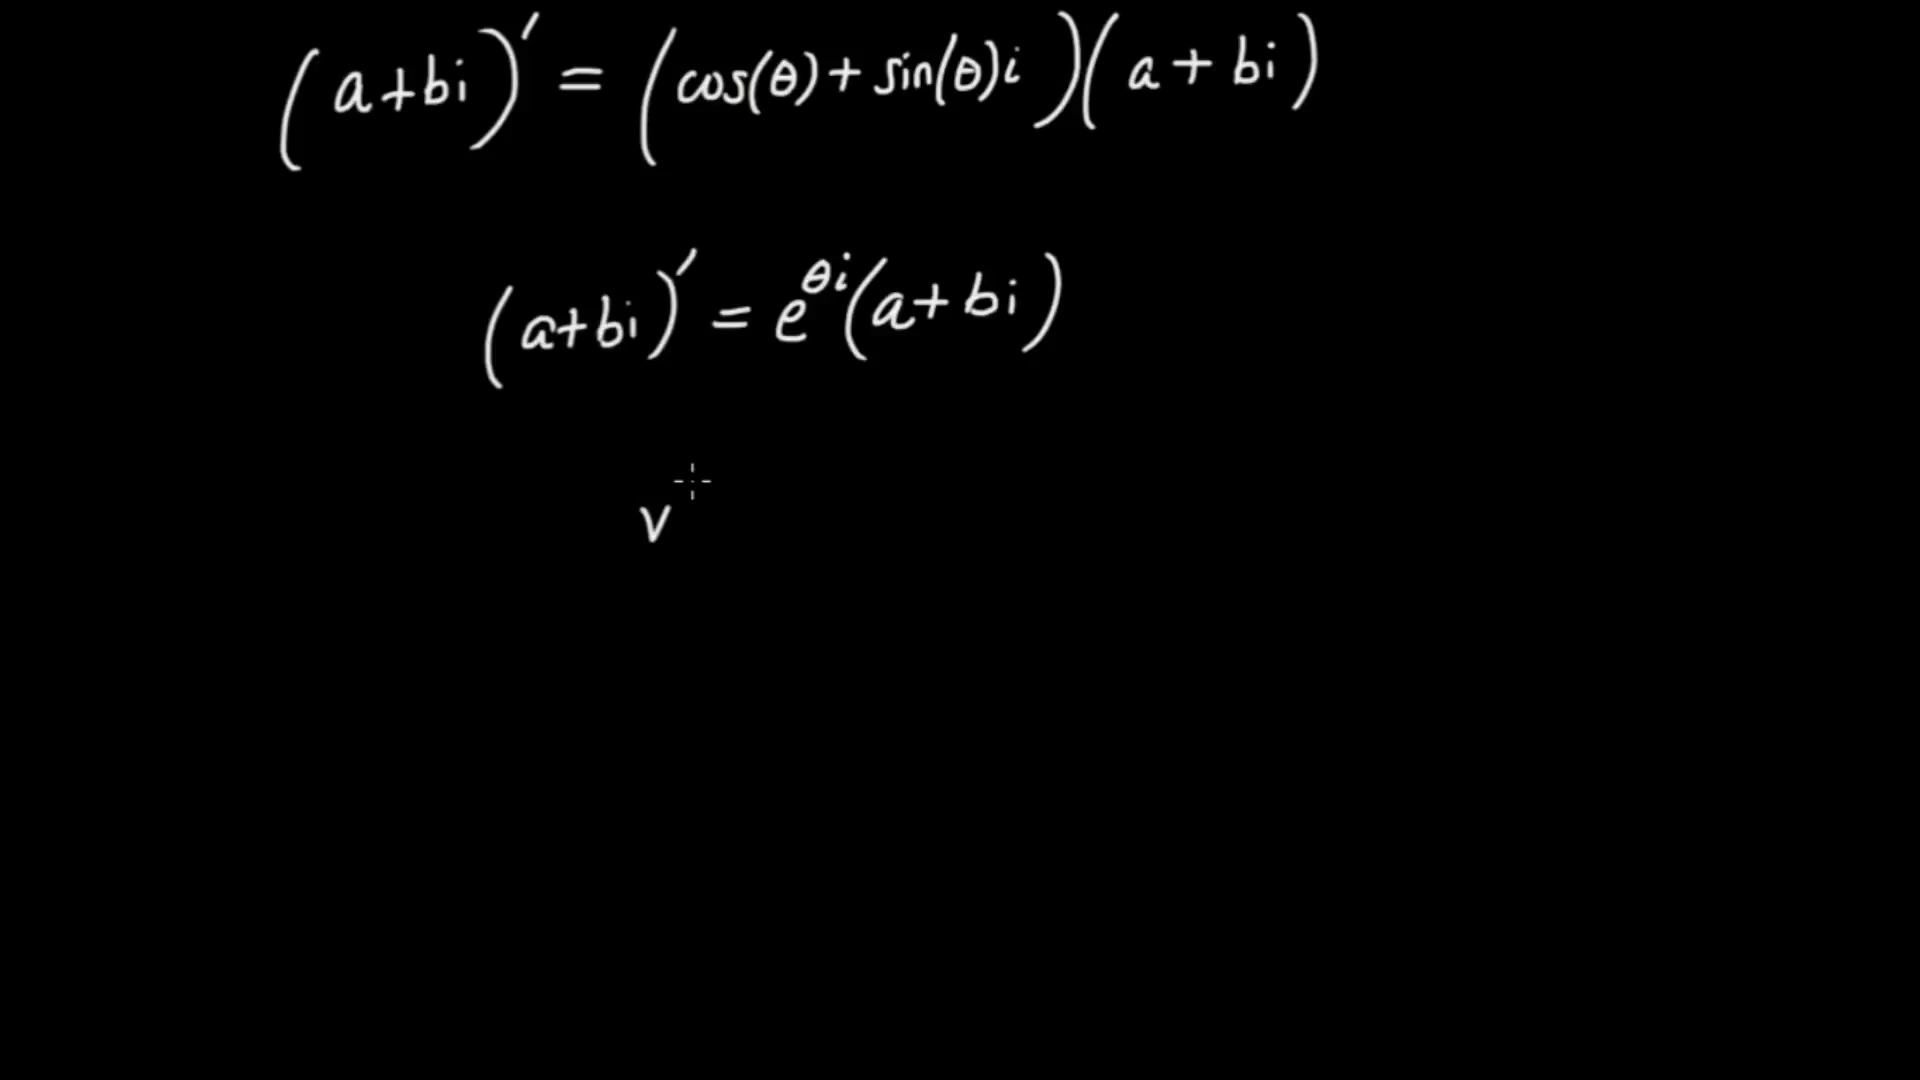 (a+bi)′ = (cos(θ) + sin(θ)i)(a + bi)
(a+bi)′ = e^θi(a + bi)
v